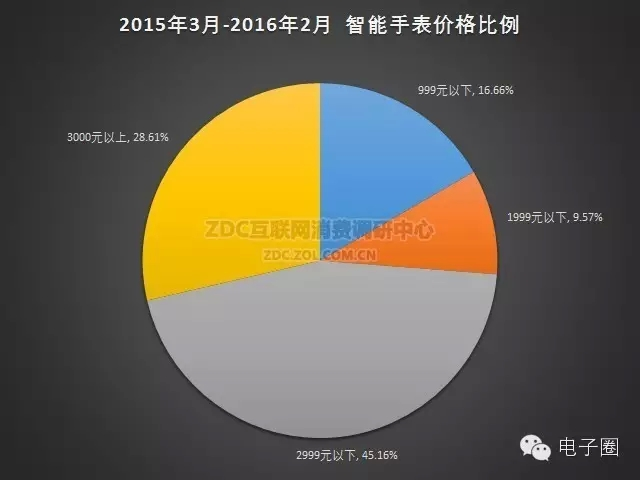 2015年3月-2016年2月 智能手表价格比例
999元以下, 16.66%
3000元以上, 28.61%
1999元以下, 9.57%
ZDC互联网消费调研中心
ZDC.ZOL.COM.CN
2999元以下, 45.16%
电子圈